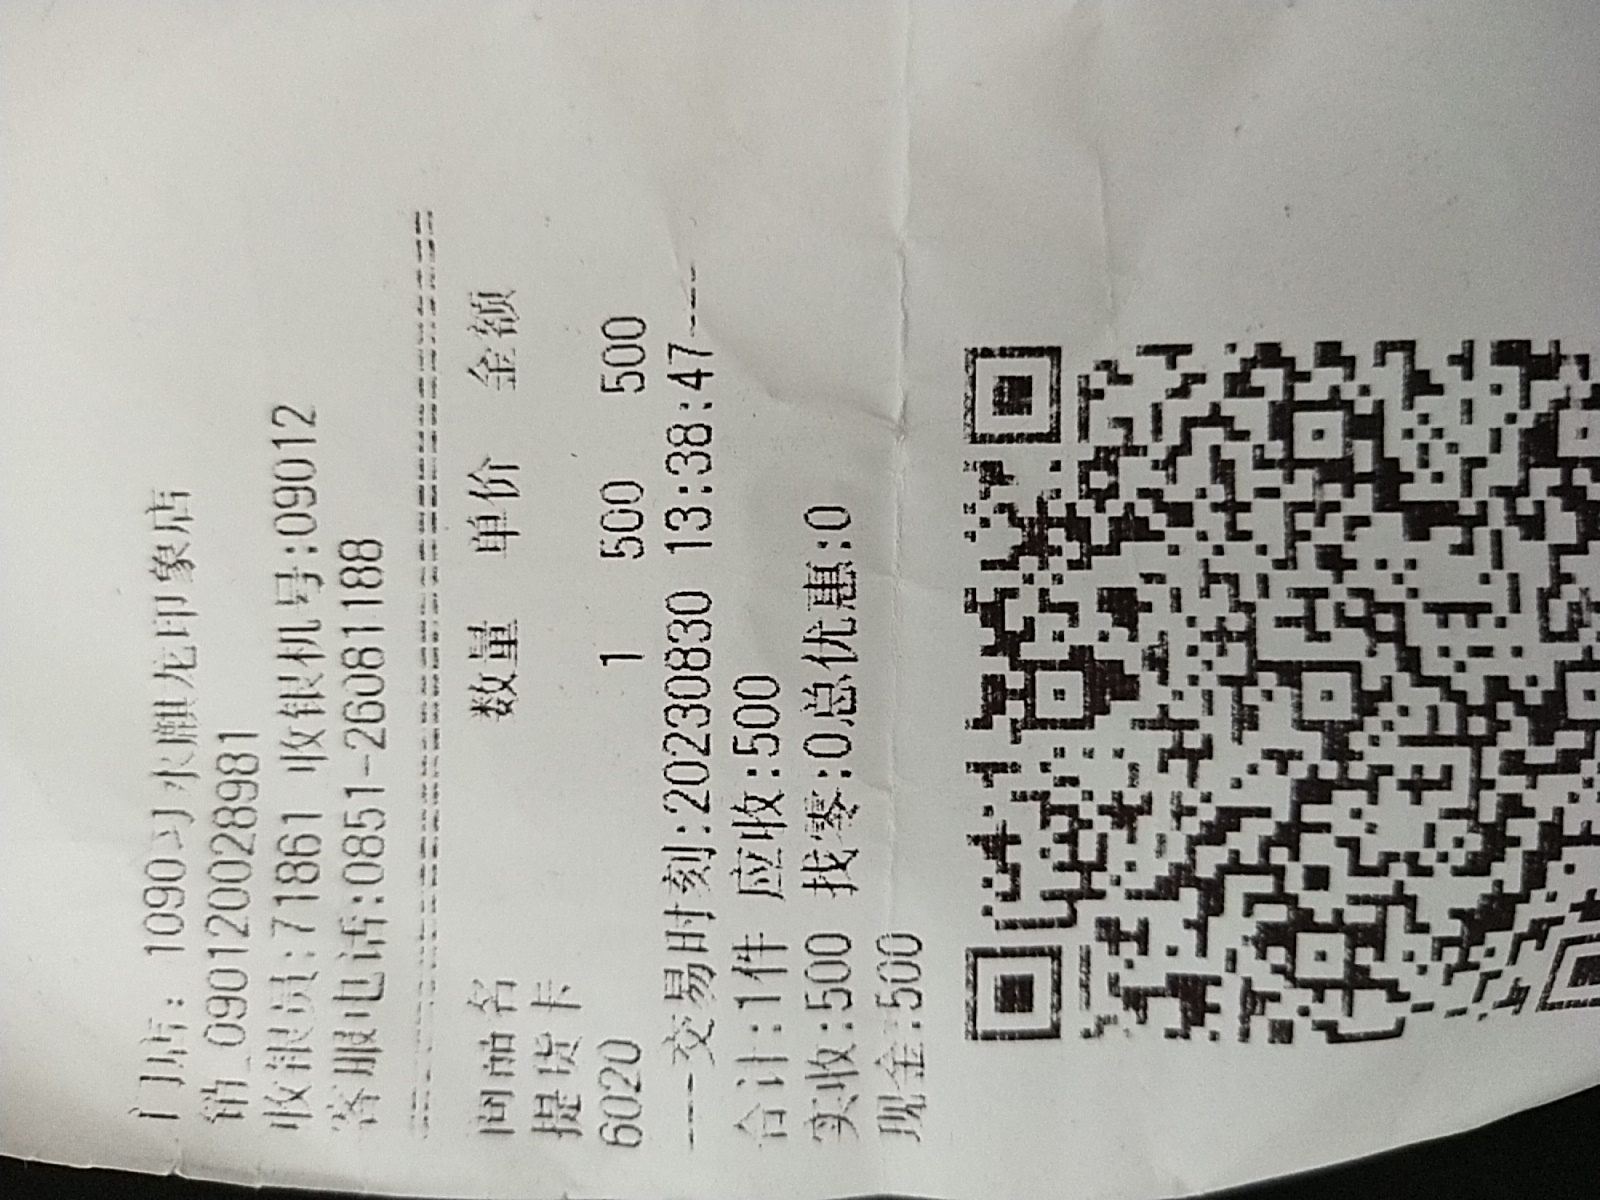 门店: 1090习水麒龙印象店
销_090120028981
收银员:71861 收银机号:09012
客服电话:0851-26081188
商品名 数量 单价 金额
提货卡
6020 1 500 500
---交易时刻:20230830 13:38:47---
合计:1件 应收:500
实收:500 找零:0总优惠:0
现金:500